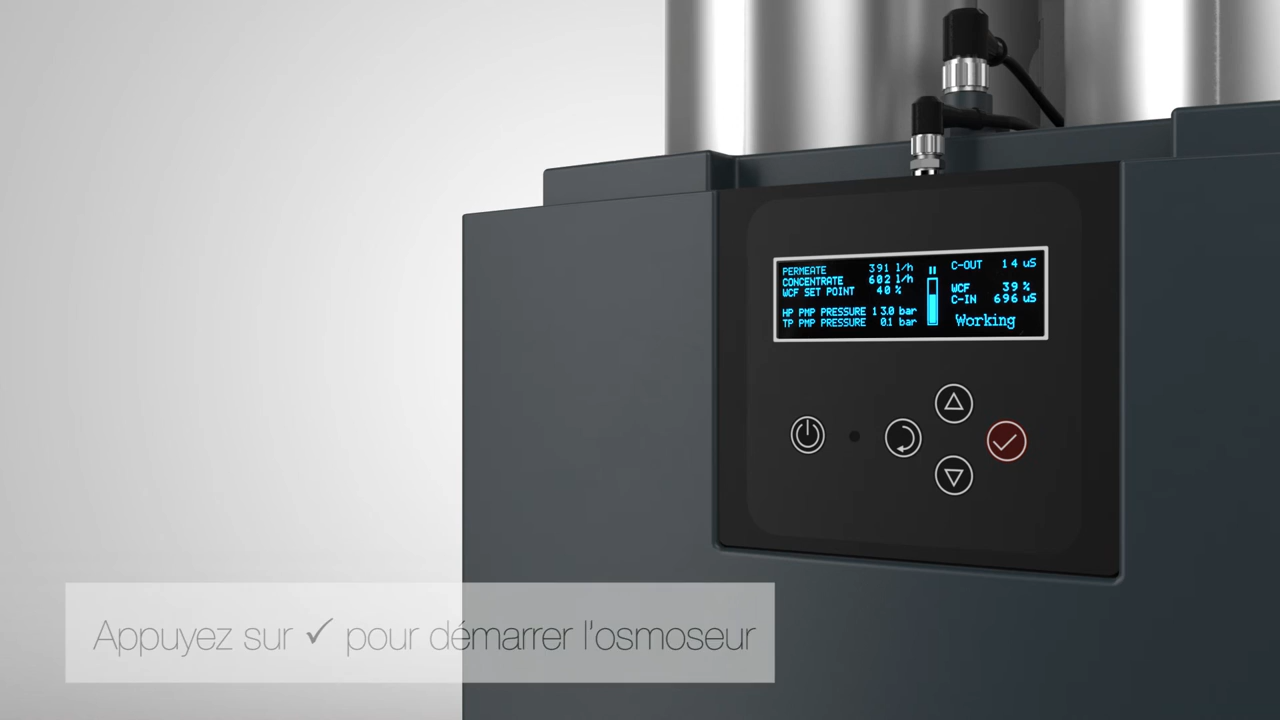 PERMEATE 391 l/h
CONCENTRATE 602 l/h
WCF SET POINT 40 %
HP PMP PRESSURE 13.0 bar
TP PMP PRESSURE 0.1 bar
C-OUT 14 uS
WCF 39 %
C-IN 696 uS
Working
Appuyez sur ✓ pour démarrer l'osmoseur